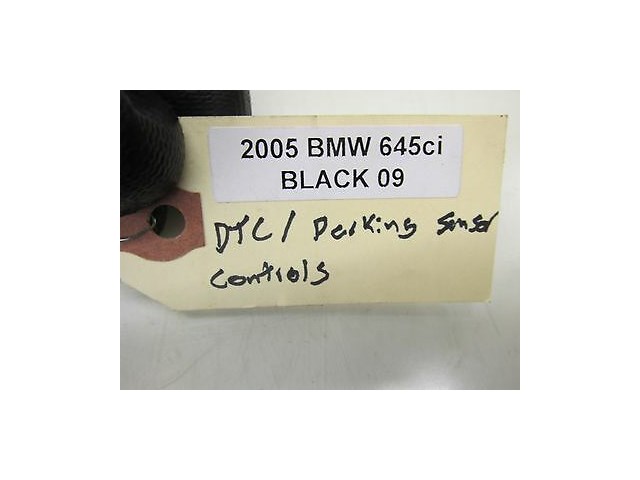 2005 BMW 645ci
BLACK 09
DTC / Parking Sensor
Controls